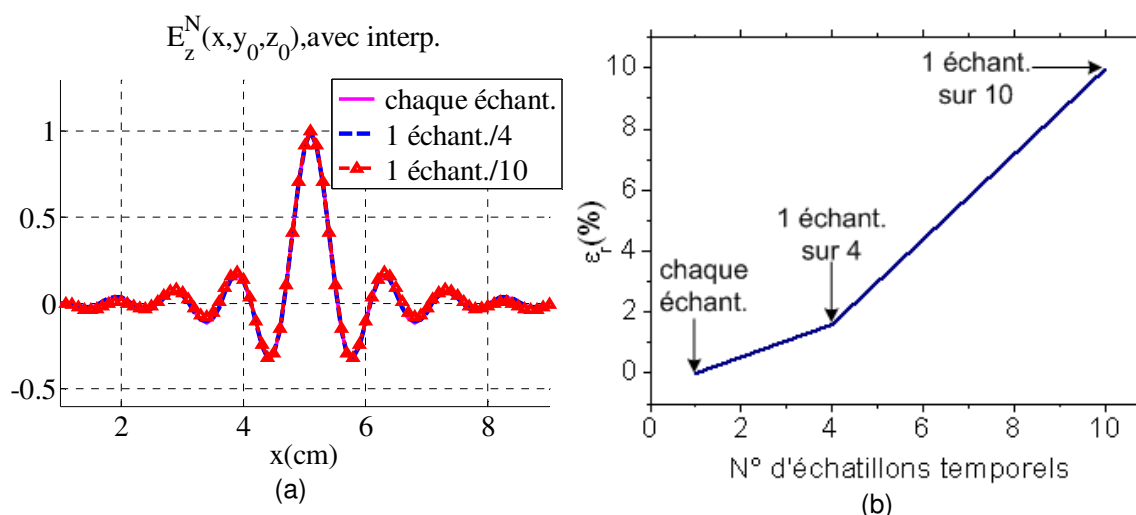 E_z^N(x,y_0,z_0),avec interp.
chaque échant.
1 échant./4
1 échant./10
1
0.5
0
-0.5
2
4
6
8
x(cm)
(a)
10
8
6
4
2
0
ε_r(%)
1 échant.
sur 10
1 échant.
sur 4
chaque
échant.
0
2
4
6
8
10
N° d'échatillons temporels
(b)